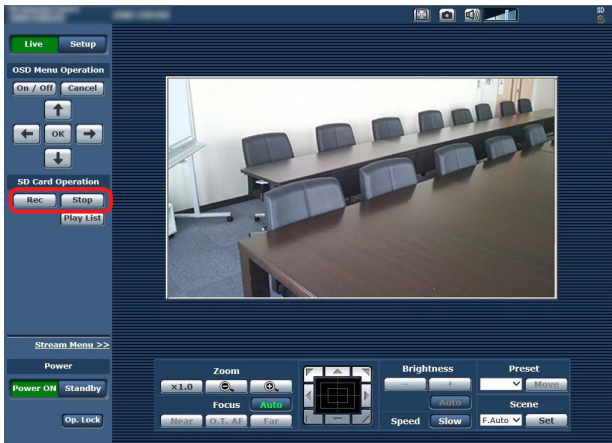 SD
Live Setup
OSD Menu Operation
On / Off Cancel
OK
SD Card Operation
Rec Stop
Play List
Stream Menu >>
Power
Power ON Standby
Op. Lock
Zoom
×1.0
Focus Auto
Near O.T. AF Far
Brightness
- +
Auto
Speed Slow
Preset
Move
Scene
F.Auto Set